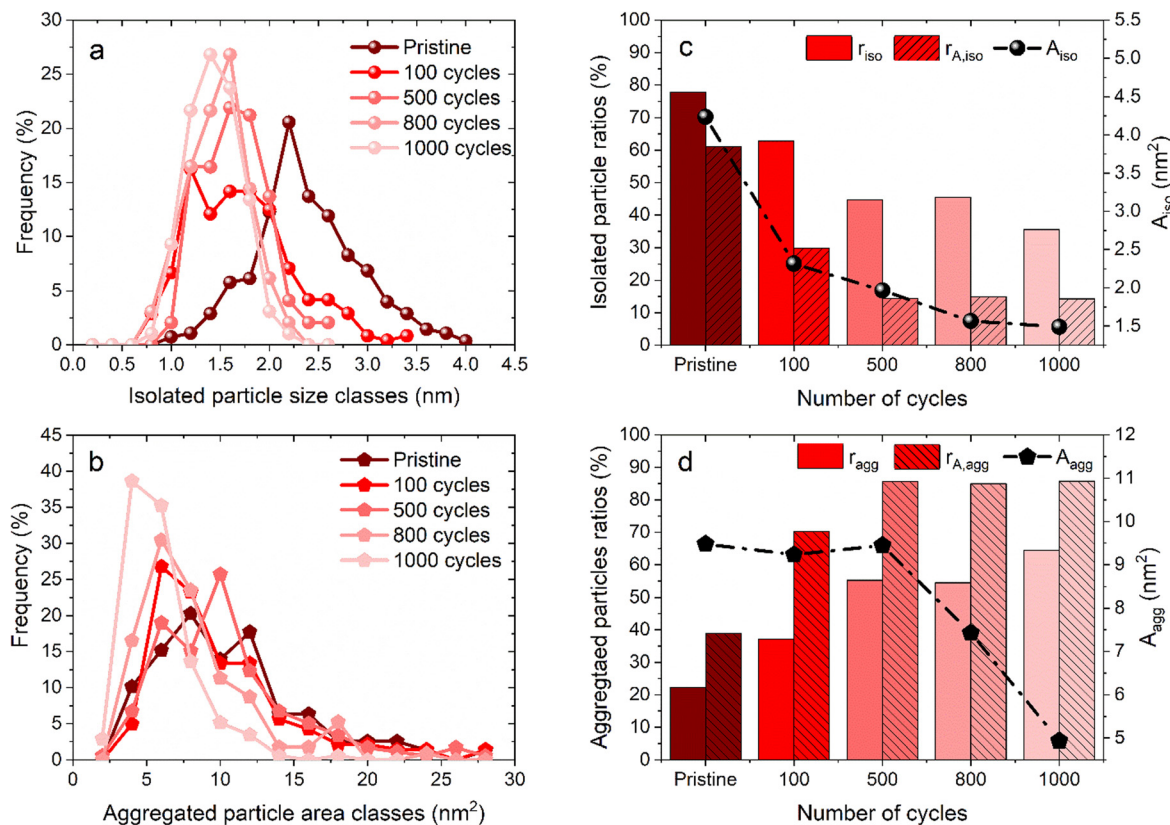 a
Pristine
100 cycles
500 cycles
800 cycles
1000 cycles
Frequency (%)
30
25
20
15
10
5
0
0.0 0.5 1.0 1.5 2.0 2.5 3.0 3.5 4.0 4.5
Isolated particle size classes (nm)
c
r_iso r_A,iso A_iso
Isolated particle ratios (%)
100
90
80
70
60
50
40
30
20
10
0
A_iso (nm²)
5.5
5.0
4.5
4.0
3.5
3.0
2.5
2.0
1.5
Pristine 100 500 800 1000
Number of cycles
b
Pristine
100 cycles
500 cycles
800 cycles
1000 cycles
Frequency (%)
45
40
35
30
25
20
15
10
5
0
0 5 10 15 20 25 30
Aggregated particle area classes (nm²)
d
r_agg r_A,agg A_agg
Aggregtaed particles ratios (%)
100
90
80
70
60
50
40
30
20
10
0
A_agg (nm²)
12
11
10
9
8
7
6
5
Pristine 100 500 800 1000
Number of cycles